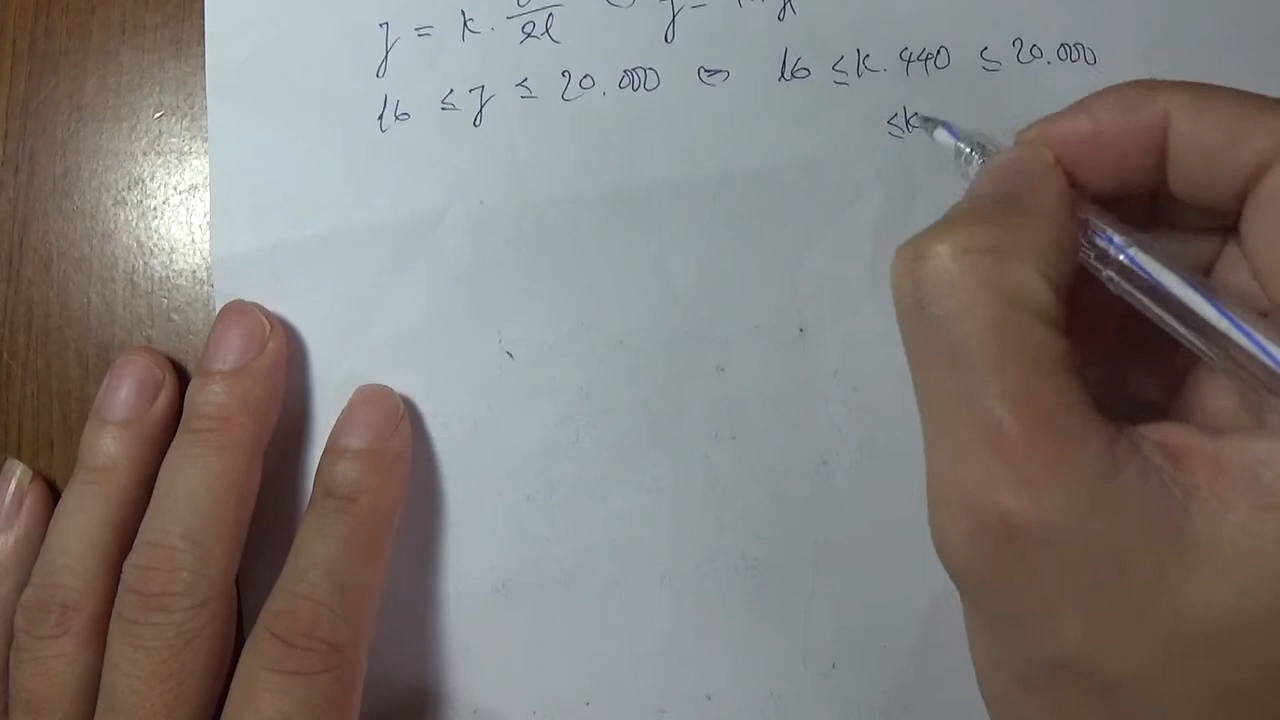 f = k. v/2l ⇔ f =
16 ≤ f ≤ 20.000 ⇔ 16 ≤ k. 440 ≤ 20.000
≤ k